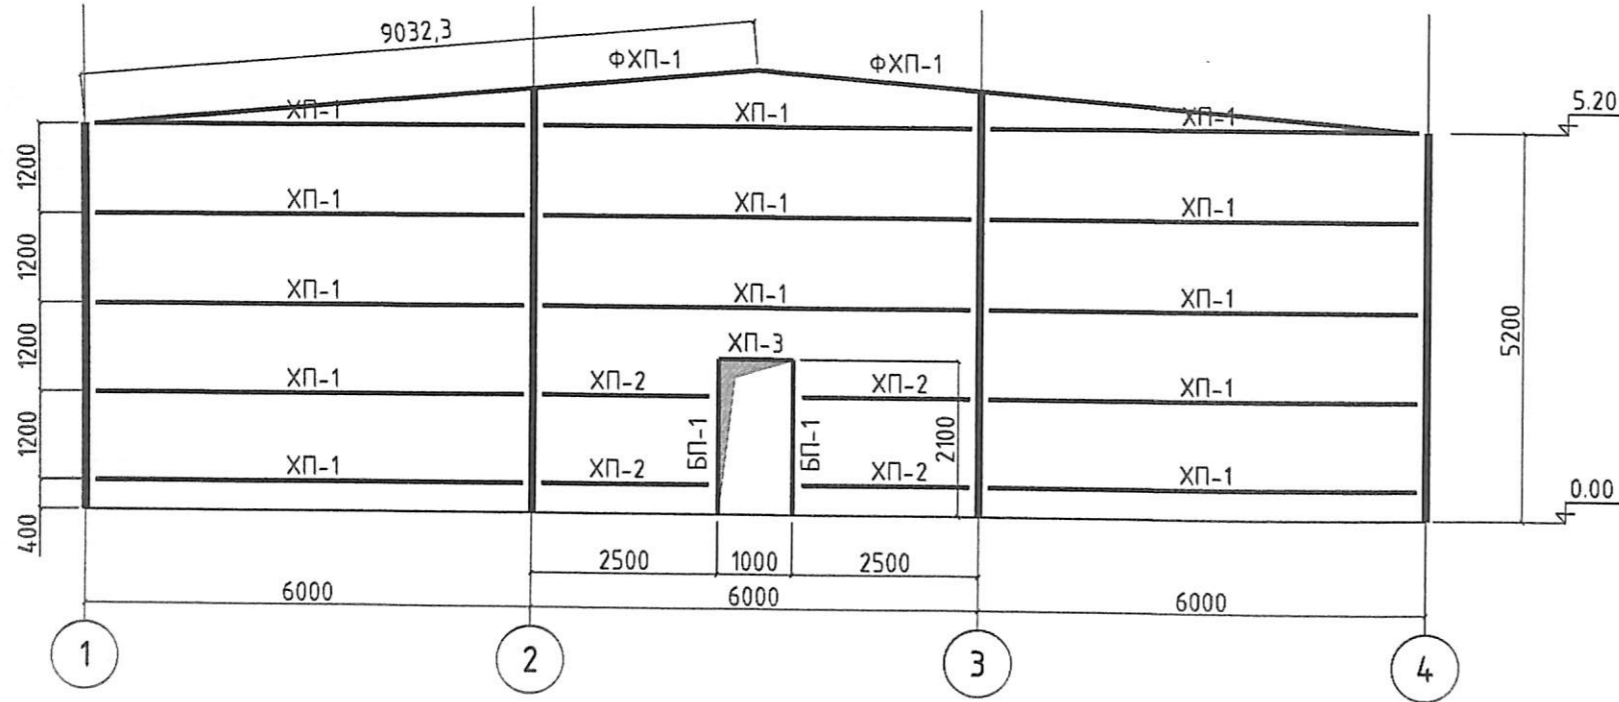 9032,3
ФХП-1 ФХП-1
ХП-1 ХП-1 ХП-1 5.20
1200
ХП-1 ХП-1 ХП-1
1200
ХП-1 ХП-1 ХП-1
1200 ХП-3 5200
ХП-1 ХП-2 ХП-2 ХП-1
1200 БП-1 БП-1 2100
ХП-1 ХП-2 ХП-2 ХП-1
0.00
400
2500 1000 2500
6000 6000 6000
1 2 3 4